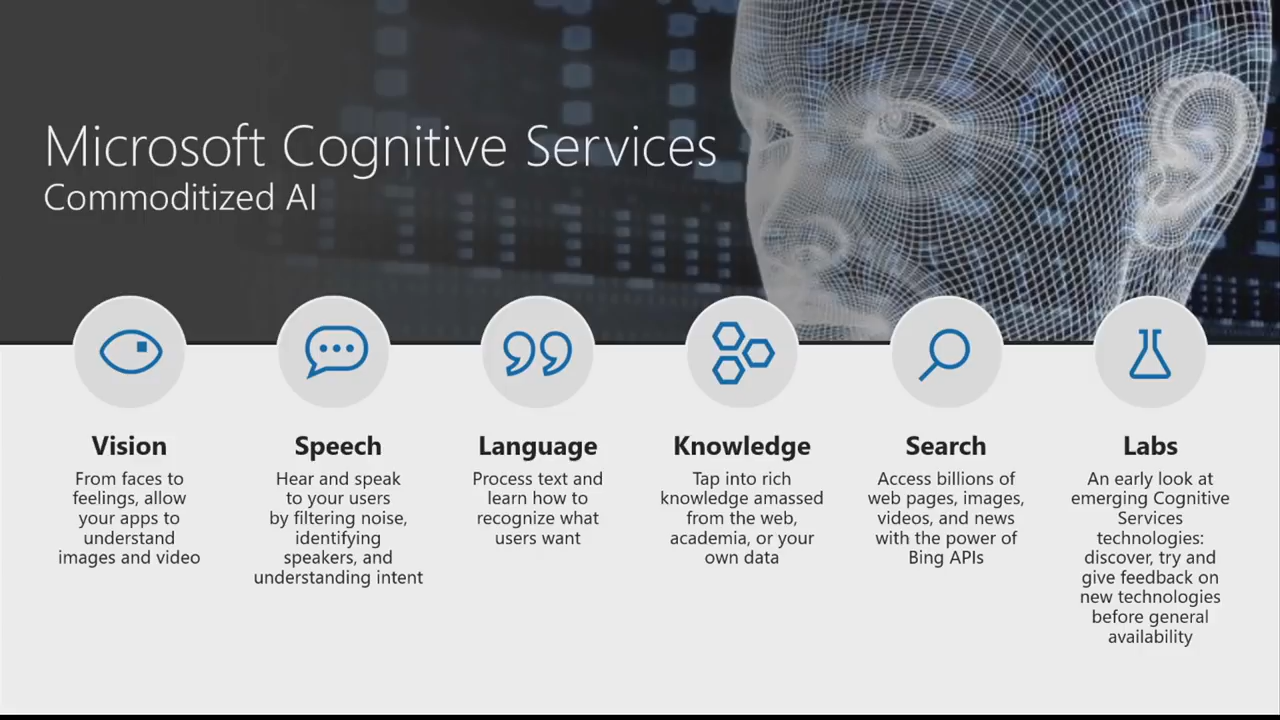 Microsoft Cognitive Services
Commoditized AI
Vision
From faces to
feelings, allow
your apps to
understand
images and video
Speech
Hear and speak
to your users
by filtering noise,
identifying
speakers, and
understanding intent
Language
Process text and
learn how to
recognize what
users want
Knowledge
Tap into rich
knowledge amassed
from the web,
academia, or your
own data
Search
Access billions of
web pages, images,
videos, and news
with the power of
Bing APIs
Labs
An early look at
emerging Cognitive
Services
technologies:
discover, try and
give feedback on
new technologies
before general
availability